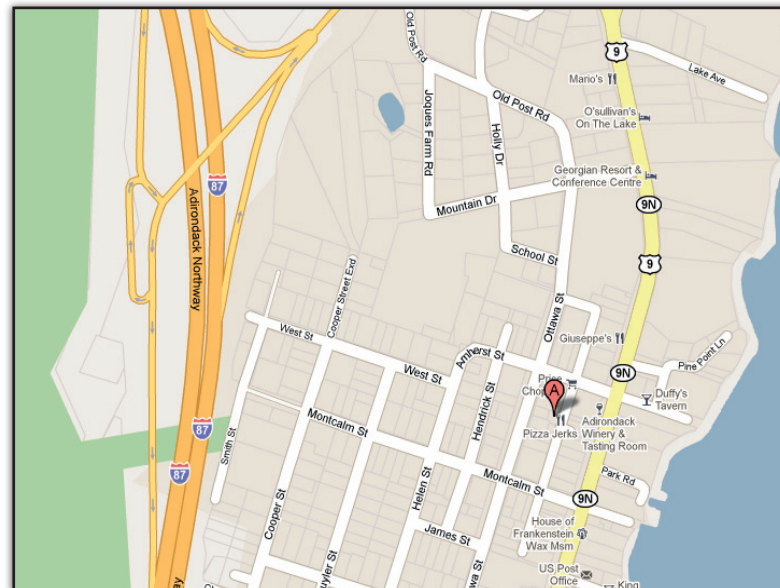 Old Post Rd
9
Mario's
Lake Ave
Old Post Rd
O'sullivan's
On The Lake
Joques Farm Rd
Holly Dr
87
Georgian Resort &
Conference Centre
Adirondack Northway
Mountain Dr
9N
School St
9
Cooper Street Exd
Ottawa St
West St
Giuseppe's
Amherst St
Pine Point Ln
West St
9N
A
Duffy's
Tavern
Hendrick St
Montcalm St
87
Smith St
Pizza Jerks
Adirondack
Winery &
Tasting Room
87
Park Rd
Montcalm St
9N
Helen St
Cooper St
James St
House of
Frankenstein
Wax Msm
US Post
Office
King